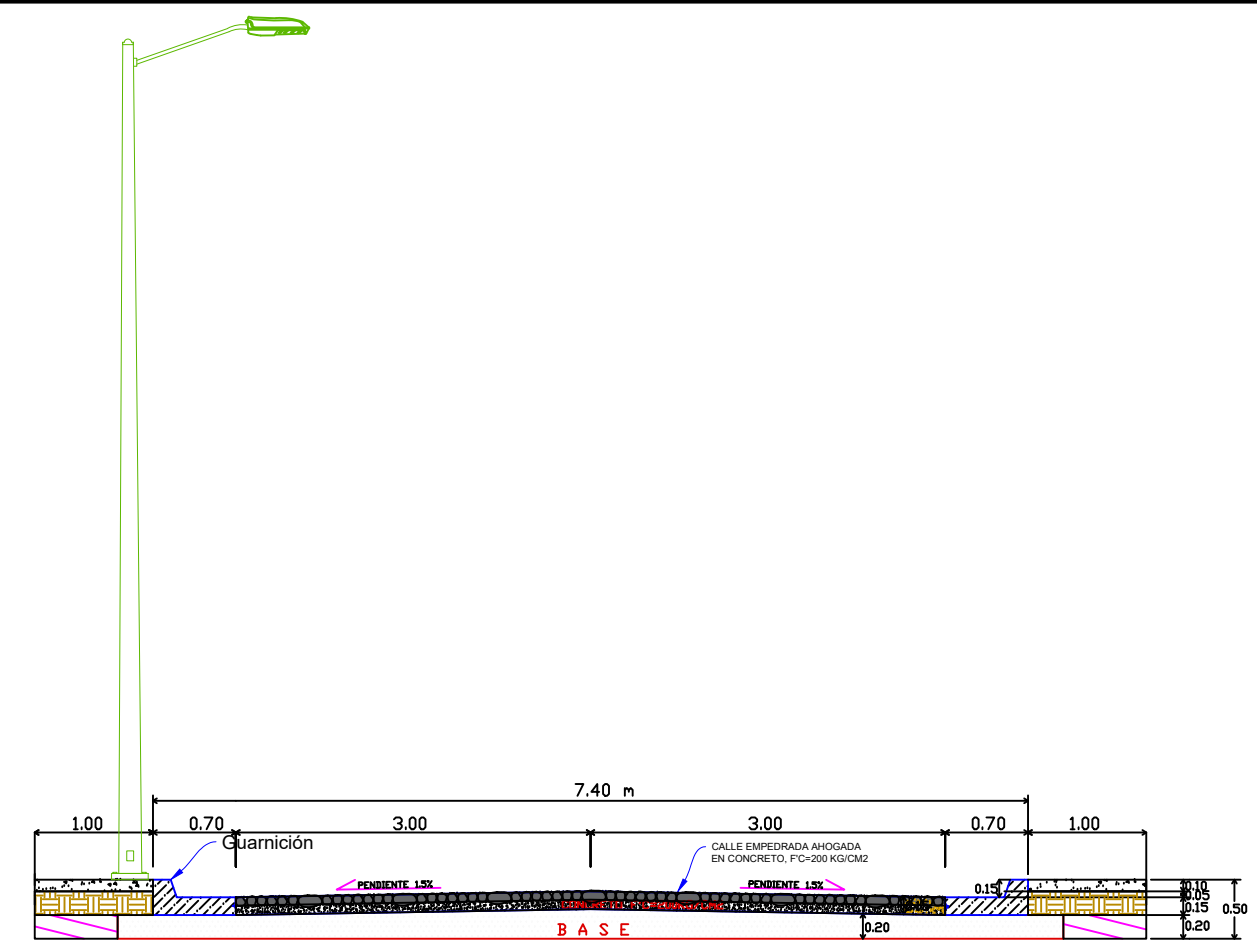 7.40 m
1.00 0.70 3.00 3.00 0.70 1.00
Guarnición
CALLE EMPEDRADA AHOGADA
EN CONCRETO, F'C=200 KG/CM2
PENDIENTE 1.5% PENDIENTE 1.5%
0.15
0.10
0.05
0.15
0.50
0.20
0.20
B A S E